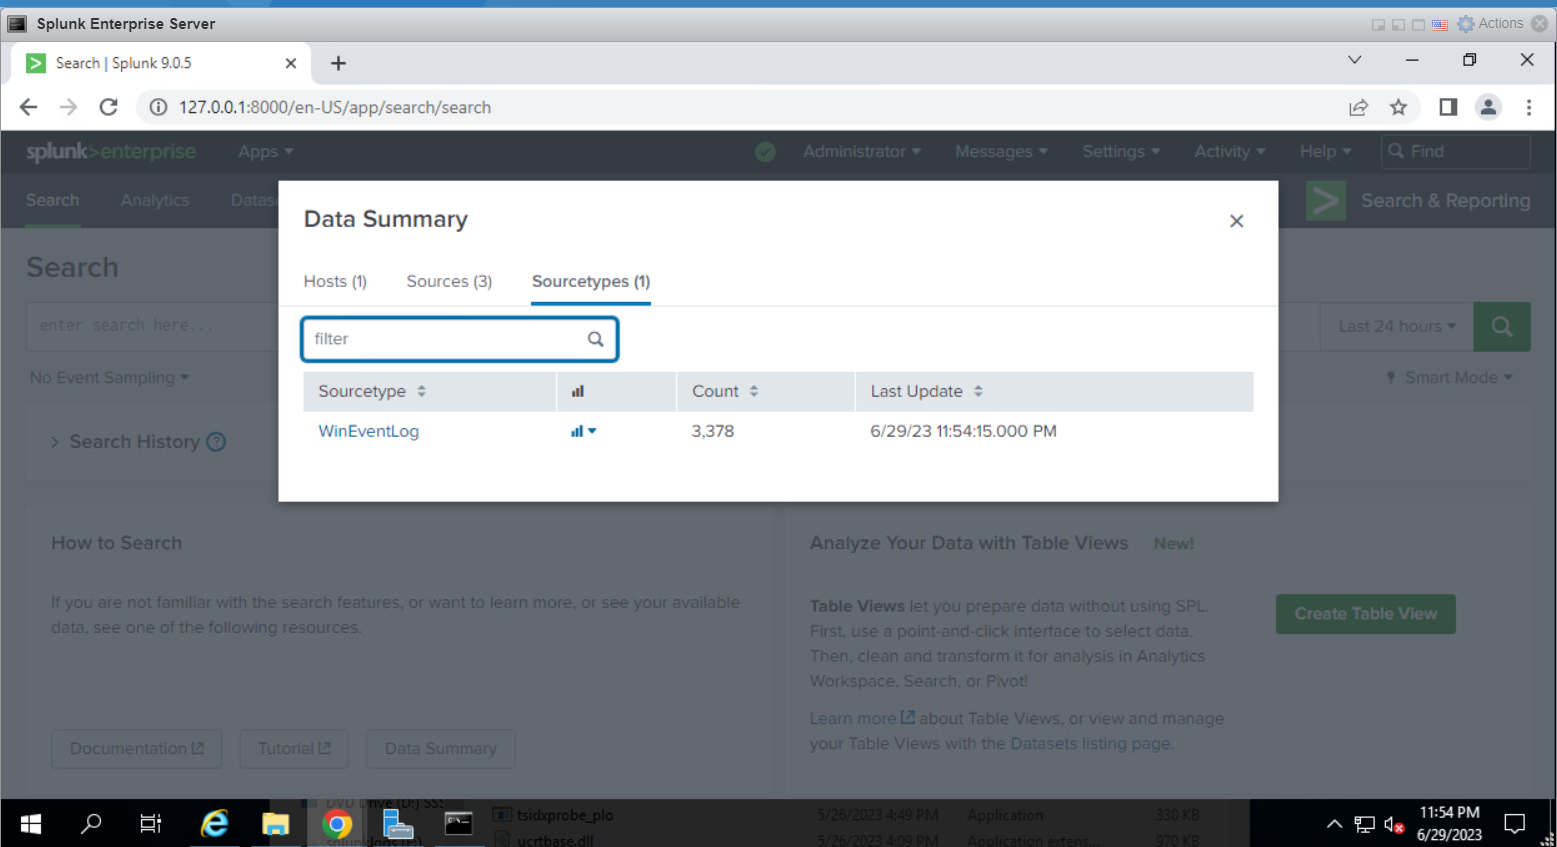 Splunk Enterprise Server
Actions
Search | Splunk 9.0.5
127.0.0.1:8000/en-US/app/search/search
splunk>enterprise Apps Administrator Messages Settings Activity Help Find
Search Analytics Search & Reporting
Data Summary
Hosts (1) Sources (3) Sourcetypes (1)
filter
Sourcetype Count Last Update
WinEventLog 3,378 6/29/23 11:54:15.000 PM
Search
enter search here... Last 24 hours
No Event Sampling Smart Mode
> Search History ?
How to Search
If you are not familiar with the search features, or want to learn more, or see your available
data, see one of the following resources.
Documentation Tutorial Data Summary
Analyze Your Data with Table Views New!
Table Views let you prepare data without using SPL.
First, use a point-and-click interface to select data.
Then, clean and transform it for analysis in Analytics
Workspace, Search, or Pivot!
Create Table View
Learn more about Table Views, or view and manage
your Table Views with the Datasets listing page.
DVD Drive (D:) tsidxprobe_plo 5/26/2023 4:49 PM Application 330 KB
ucrtbase.dll 5/26/2023 4:09 PM Application extens... 970 KB
11:54 PM
6/29/2023